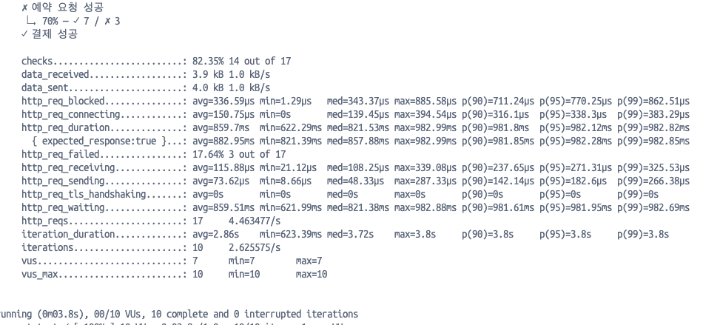 ✗ 예약 요청 성공
↳ 70% — ✓ 7 / ✗ 3
✓ 결제 성공
checks.........................: 82.35% 14 out of 17
data_received..................: 3.9 kB 1.0 kB/s
data_sent......................: 4.0 kB 1.0 kB/s
http_req_blocked...............: avg=336.59µs min=1.29µs med=343.37µs max=885.58µs p(90)=711.24µs p(95)=770.25µs p(99)=862.51µs
http_req_connecting............: avg=150.75µs min=0s med=139.45µs max=394.54µs p(90)=316.1µs p(95)=338.3µs p(99)=383.29µs
http_req_duration..............: avg=859.7ms min=622.29ms med=821.53ms max=982.99ms p(90)=981.8ms p(95)=982.12ms p(99)=982.82ms
{ expected_response:true }...: avg=882.95ms min=821.39ms med=857.88ms max=982.99ms p(90)=981.85ms p(95)=982.28ms p(99)=982.85ms
http_req_failed................: 17.64% 3 out of 17
http_req_receiving.............: avg=115.88µs min=21.12µs med=108.25µs max=339.08µs p(90)=237.65µs p(95)=271.31µs p(99)=325.53µs
http_req_sending...............: avg=73.62µs min=8.66µs med=48.33µs max=287.33µs p(90)=142.14µs p(95)=182.6µs p(99)=266.38µs
http_req_tls_handshaking.......: avg=0s min=0s med=0s max=0s p(90)=0s p(95)=0s p(99)=0s
http_req_waiting...............: avg=859.51ms min=621.99ms med=821.38ms max=982.88ms p(90)=981.61ms p(95)=981.95ms p(99)=982.69ms
http_reqs......................: 17 4.463477/s
iteration_duration.............: avg=2.86s min=623.39ms med=3.72s max=3.8s p(90)=3.8s p(95)=3.8s p(99)=3.8s
iterations.....................: 10 2.625575/s
vus............................: 7 min=7 max=7
vus_max........................: 10 min=10 max=10
unning (0m03.8s), 00/10 VUs, 10 complete and 0 interrupted iterations